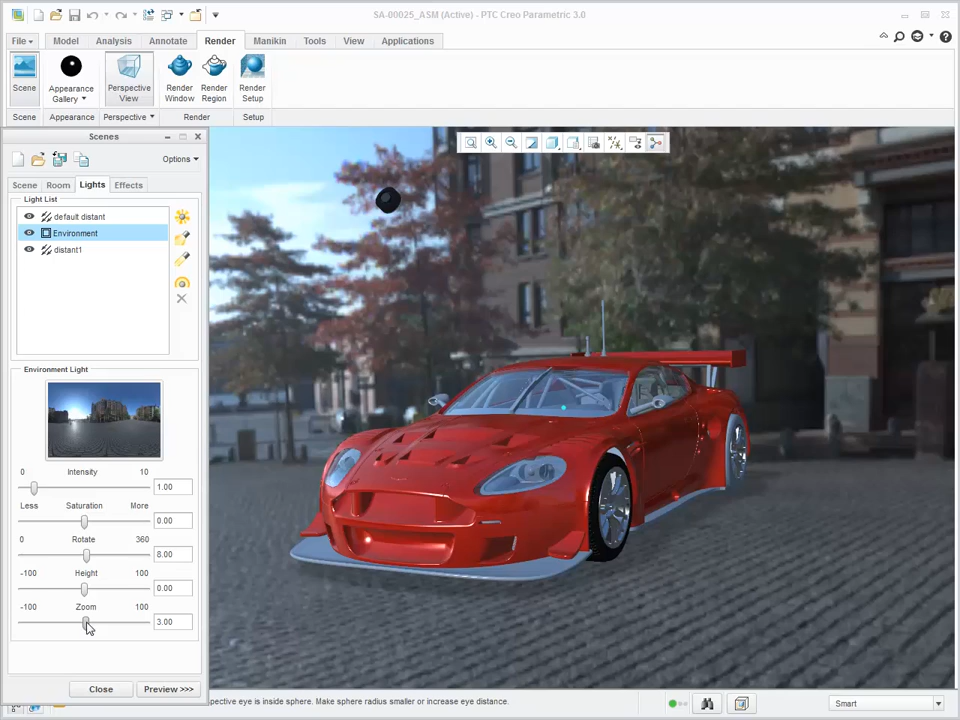 SA-00025_ASM (Active) - PTC Creo Parametric 3.0
File Model Analysis Annotate Render Manikin Tools View Applications
Scene
Appearance
Gallery
Perspective
View
Render
Window
Render
Region
Render
Setup
Scene Appearance Perspective Render Setup
Scenes
Options
Scene Room Lights Effects
Light List
default distant
Environment
distant1
Environment Light
0 Intensity 10
1.00
Less Saturation More
0.00
0 Rotate 360
8.00
-100 Height 100
0.00
-100 Zoom 100
3.00
Close Preview >>>
spective eye is inside sphere. Make sphere radius smaller or increase eye distance.
Smart